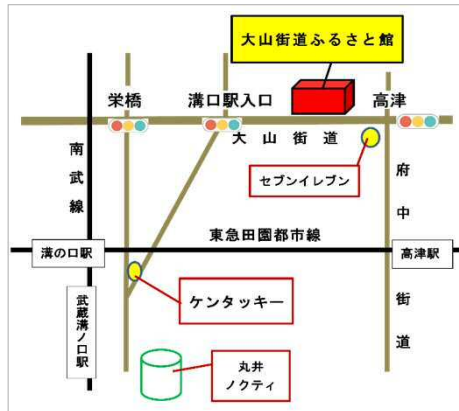 大山街道ふるさと館
栄橋
溝口駅入口
高津
大山街道
セブンイレブン
南武線
府中街道
東急田園都市線
溝の口駅
高津駅
ケンタッキー
武蔵溝ノ口駅
丸井
ノクティ